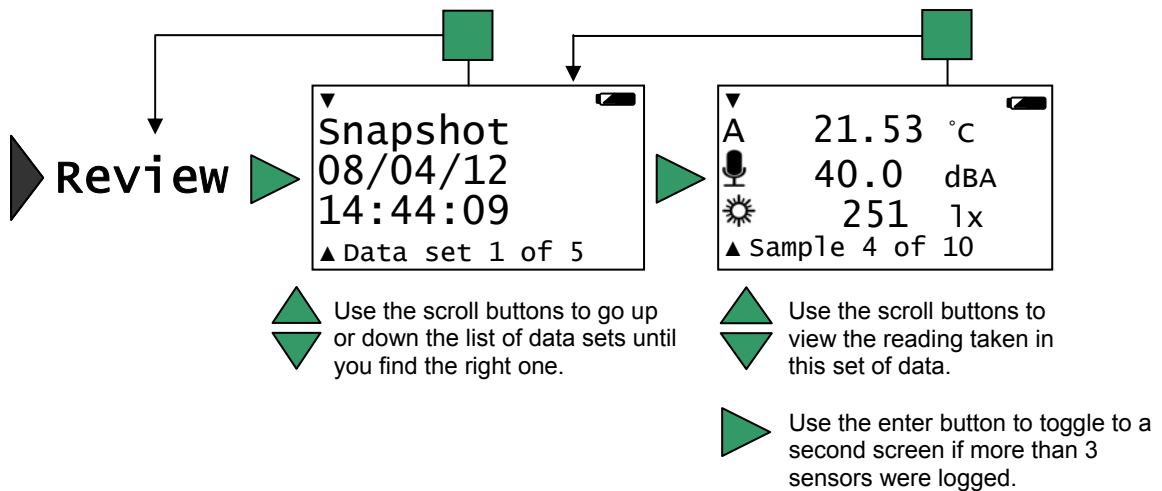 Review
Snapshot
08/04/12
14:44:09
▲ Data set 1 of 5
A 21.53 °C
40.0 dBA
251 lx
▲ Sample 4 of 10
Use the scroll buttons to go up
or down the list of data sets until
you find the right one.
Use the scroll buttons to
view the reading taken in
this set of data.
Use the enter button to toggle to a
second screen if more than 3
sensors were logged.